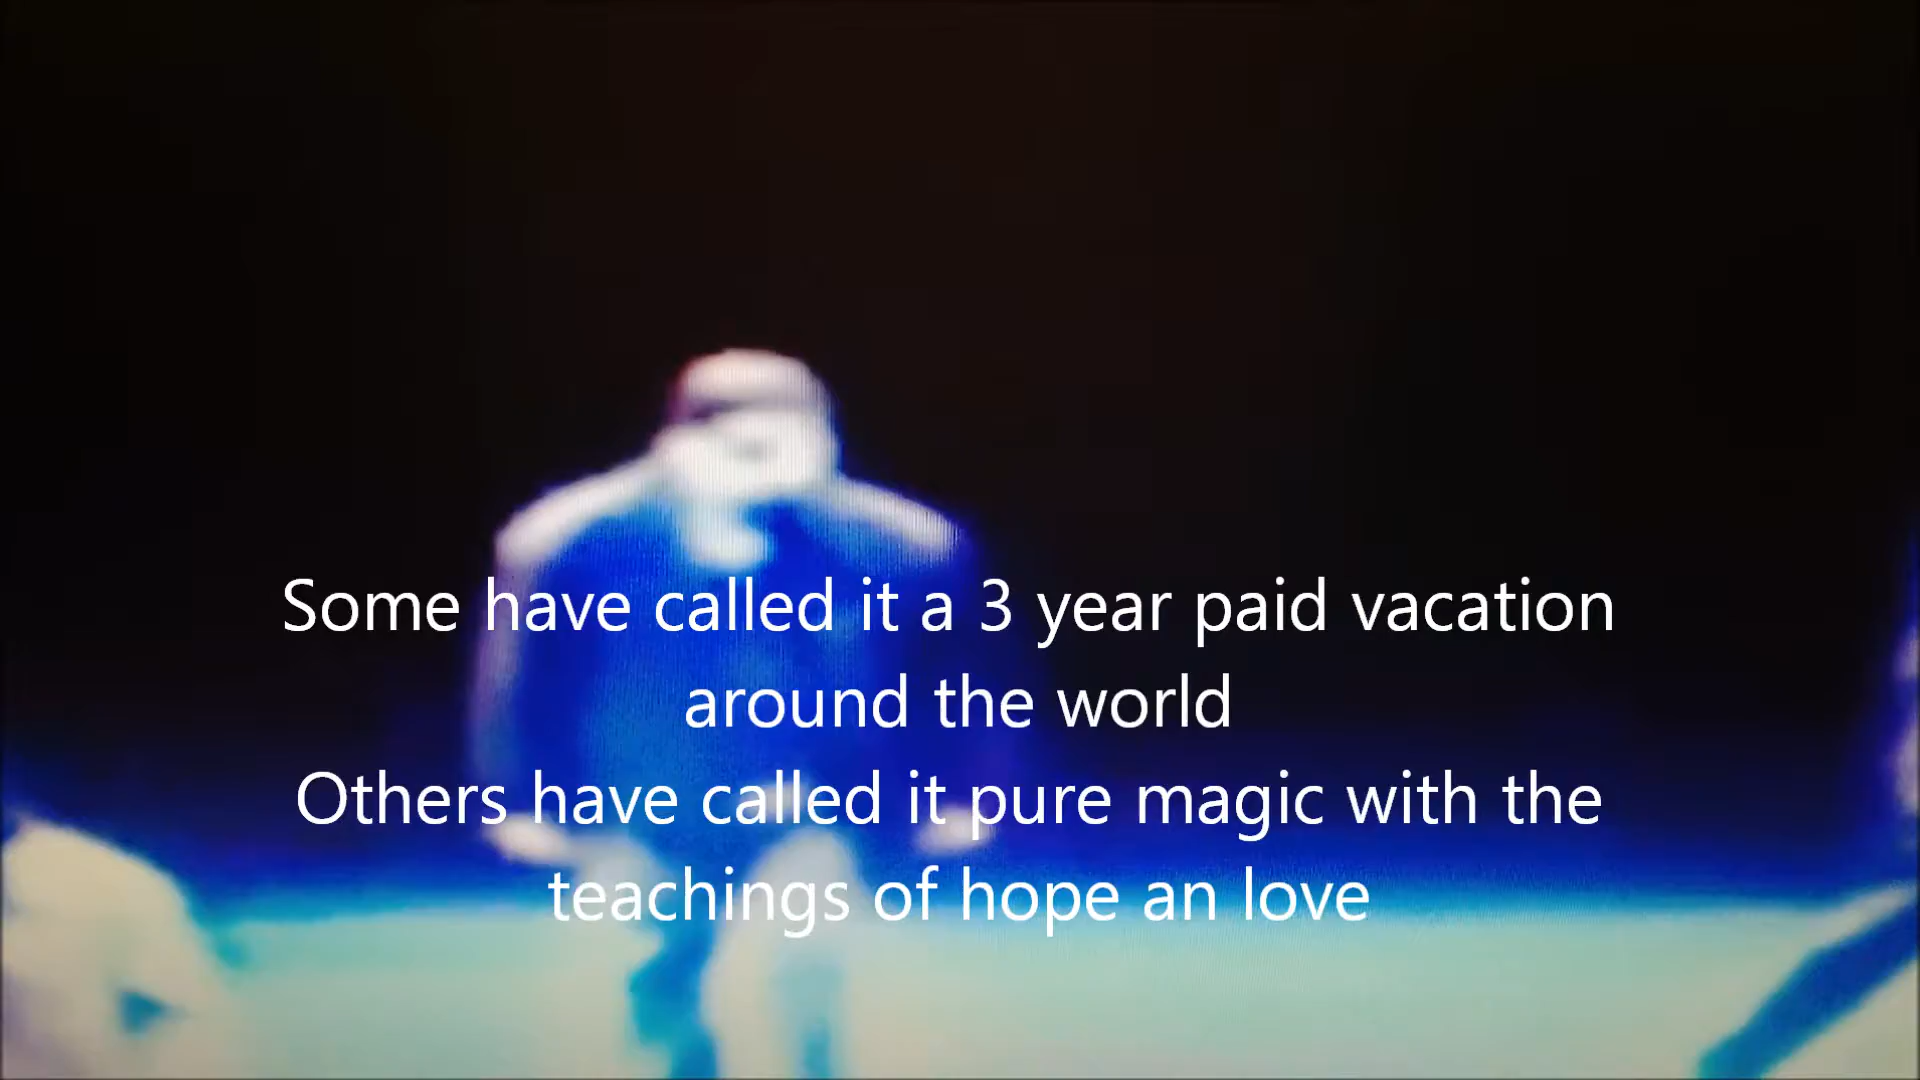 Some have called it a 3 year paid vacation
around the world
Others have called it pure magic with the
teachings of hope an love